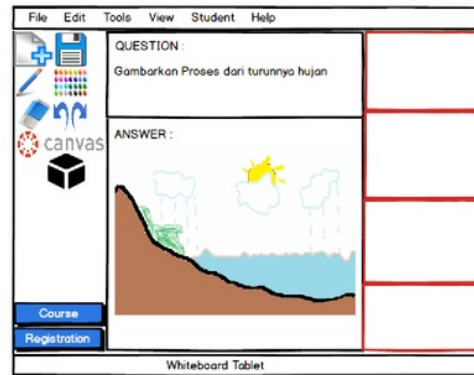 File Edit Tools View Student Help
QUESTION :
Gambarkan Proses dari turunnya hujan
ANSWER :
canvas
Course
Registration
Whiteboard Tablet